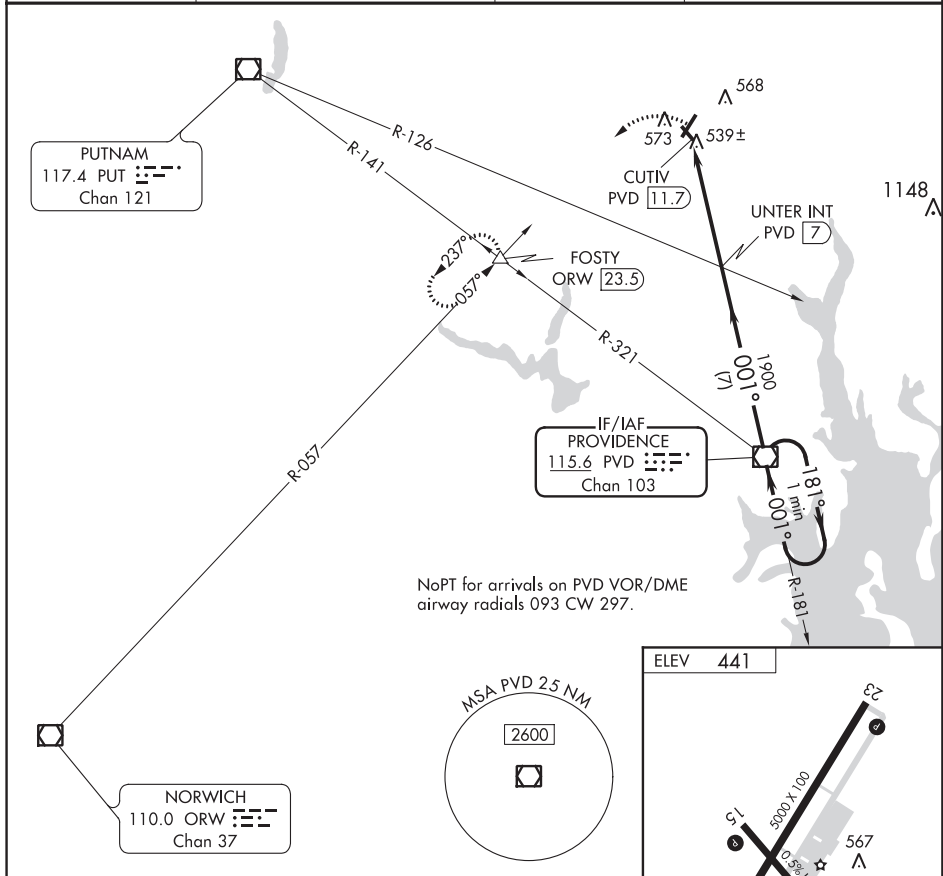 568
573
539±
R-126
R-141
PUTNAM
117.4 PUT
Chan 121
CUTIV
PVD 11.7
1148
UNTER INT
PVD 7
237°
057°
FOSTY
ORW 23.5
R-321
1900
001°
(7)
IF/IAF
PROVIDENCE
115.6 PVD
Chan 103
181°
1 min
001°
R-181
R-057
NoPT for arrivals on PVD VOR/DME
airway radials 093 CW 297.
MSA PVD 25 NM
2600
NORWICH
110.0 ORW
Chan 37
ELEV 441
23
P
5000 X 100
15
P
0.5%
567